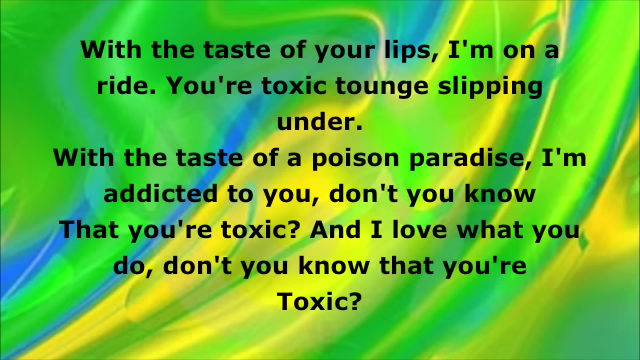 With the taste of your lips, I'm on a
ride. You're toxic tounge slipping
under.
With the taste of a poison paradise, I'm
addicted to you, don't you know
That you're toxic? And I love what you
do, don't you know that you're
Toxic?